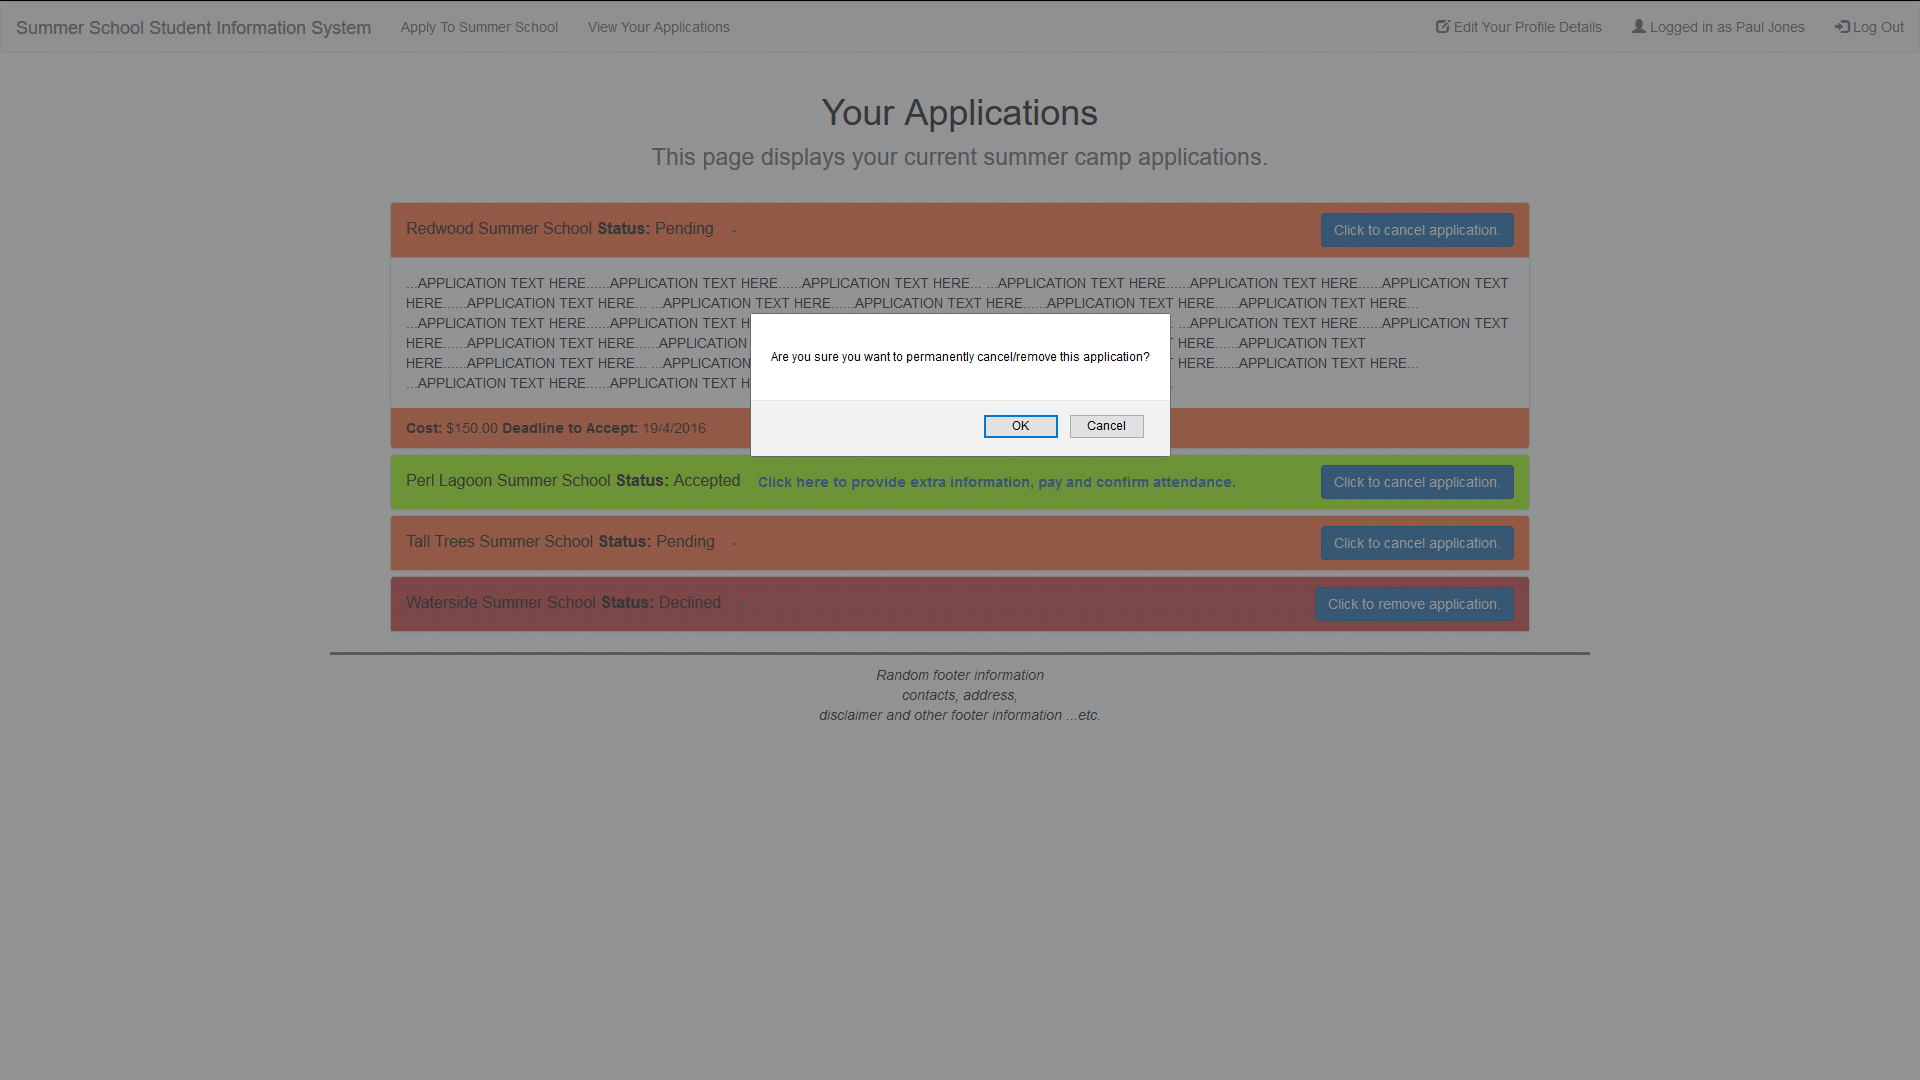 Summer School Student Information System Apply To Summer School View Your Applications Edit Your Profile Details Logged in as Paul Jones Log Out
Your Applications
This page displays your current summer camp applications.
Redwood Summer School Status: Pending - Click to cancel application.
...APPLICATION TEXT HERE......APPLICATION TEXT HERE......APPLICATION TEXT HERE... ...APPLICATION TEXT HERE......APPLICATION TEXT HERE......APPLICATION TEXT
HERE......APPLICATION TEXT HERE... ...APPLICATION TEXT HERE......APPLICATION TEXT HERE......APPLICATION TEXT HERE......APPLICATION TEXT HERE...
...APPLICATION TEXT HERE......APPLICATION TEXT H ...APPLICATION TEXT HERE......APPLICATION TEXT
HERE......APPLICATION TEXT HERE......APPLICATION HERE......APPLICATION TEXT
HERE......APPLICATION TEXT HERE... ...APPLICATION HERE......APPLICATION TEXT HERE...
...APPLICATION TEXT HERE......APPLICATION TEXT H
Are you sure you want to permanently cancel/remove this application?
OK Cancel
Cost: $150.00 Deadline to Accept: 19/4/2016
Perl Lagoon Summer School Status: Accepted Click here to provide extra information, pay and confirm attendance. Click to cancel application.
Tall Trees Summer School Status: Pending - Click to cancel application.
Waterside Summer School Status: Declined - Click to remove application.
Random footer information
contacts, address,
disclaimer and other footer information ...etc.